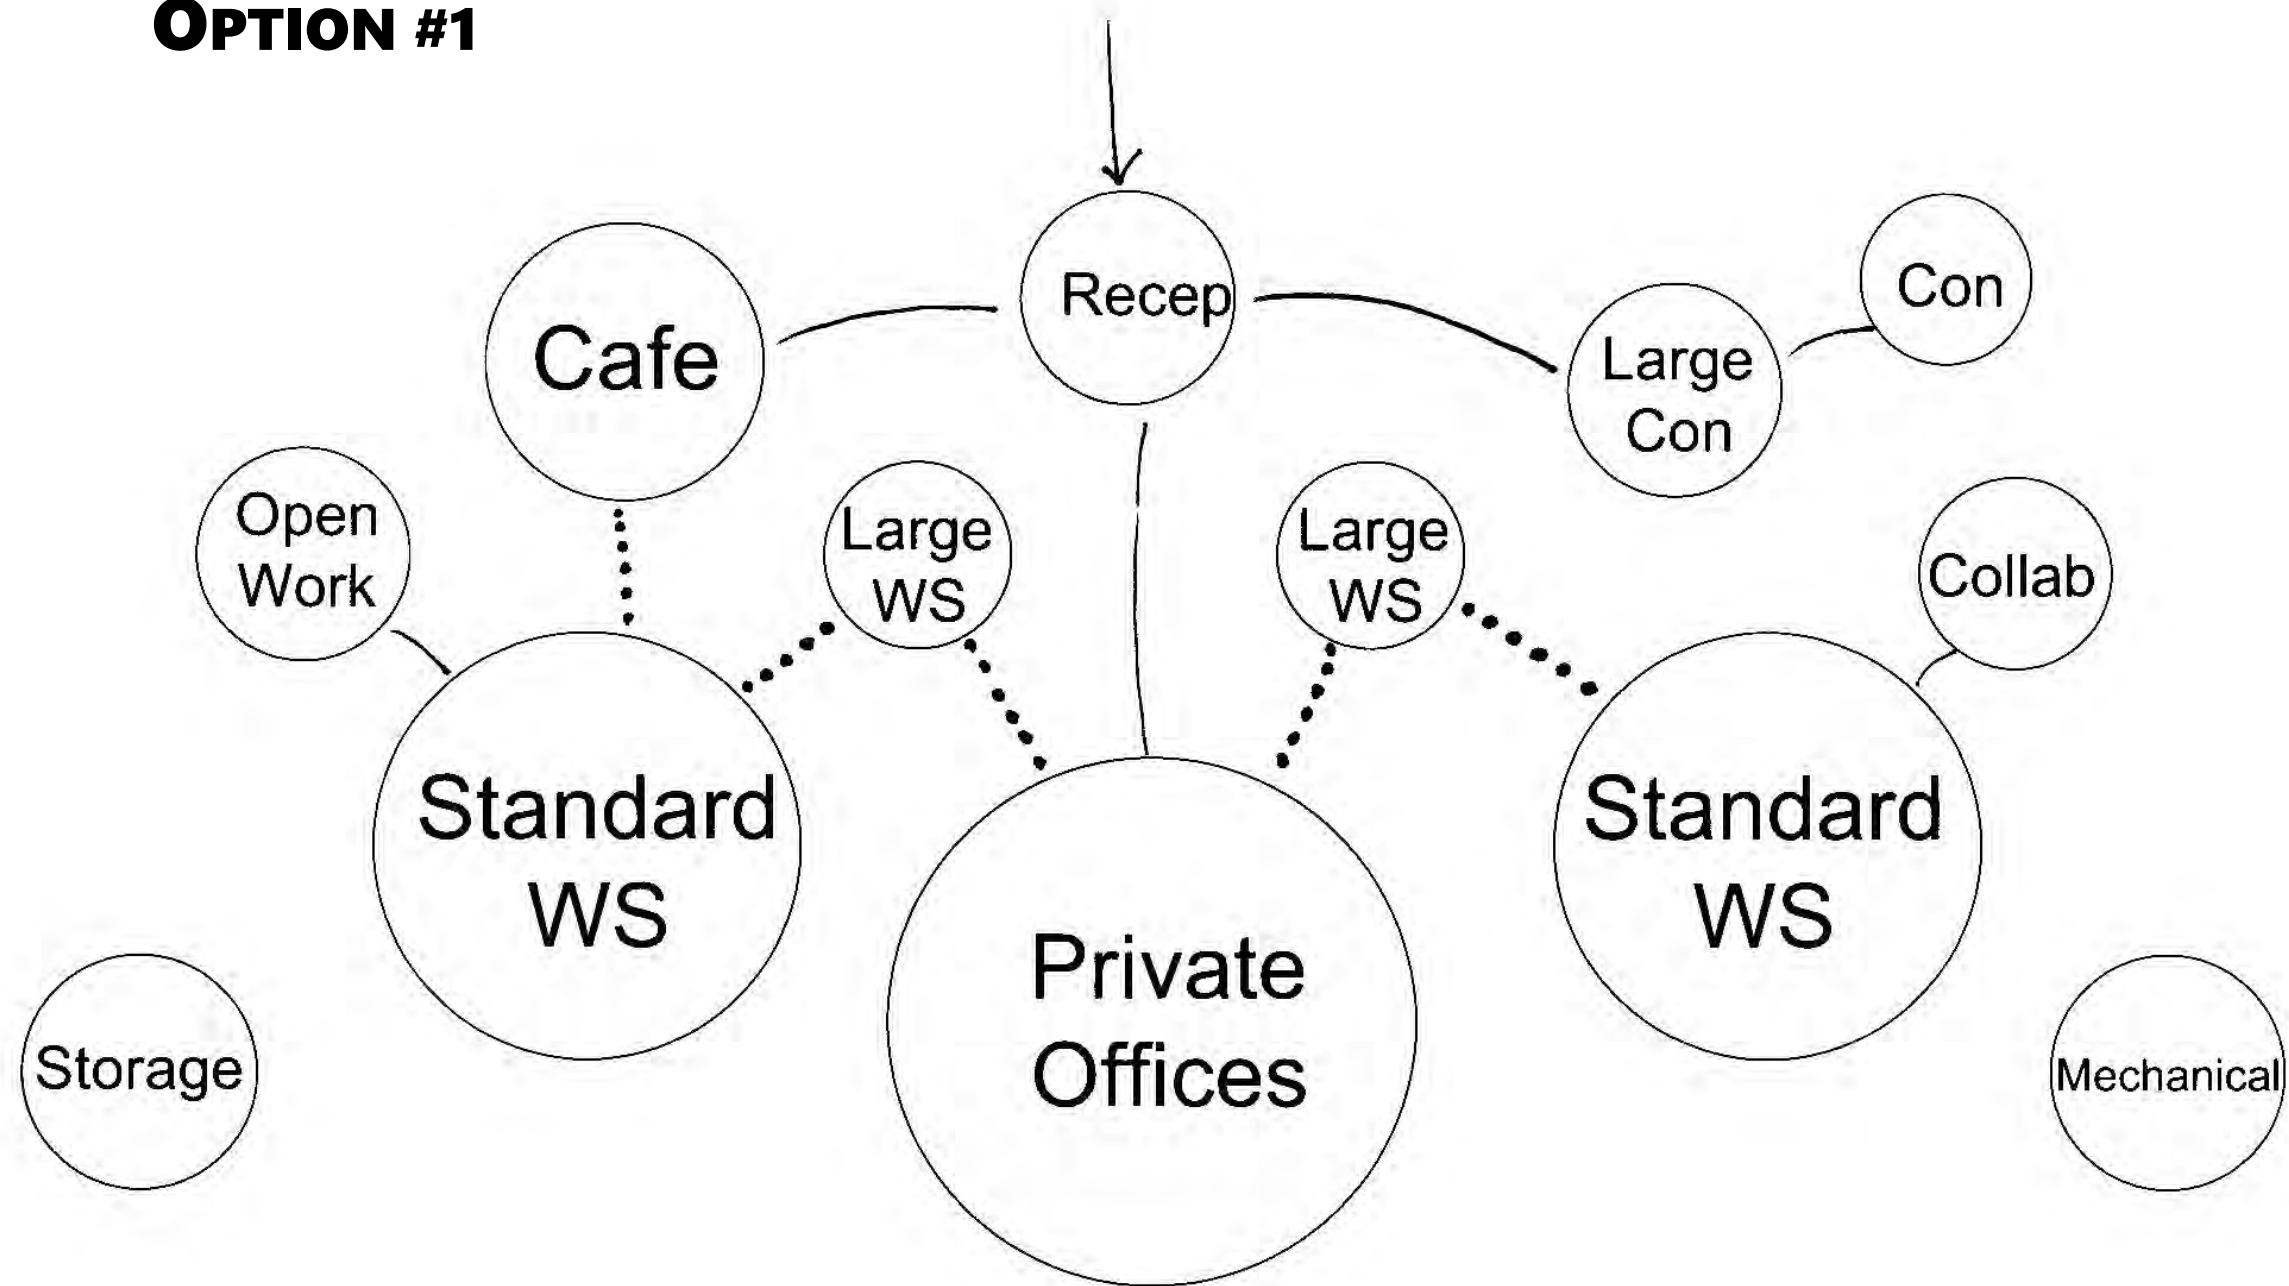 OPTION #1
Recep
Con
Cafe
Large
Con
Open
Work
Large
WS
Large
WS
Collab
Standard
WS
Standard
WS
Private
Offices
Storage
Mechanical